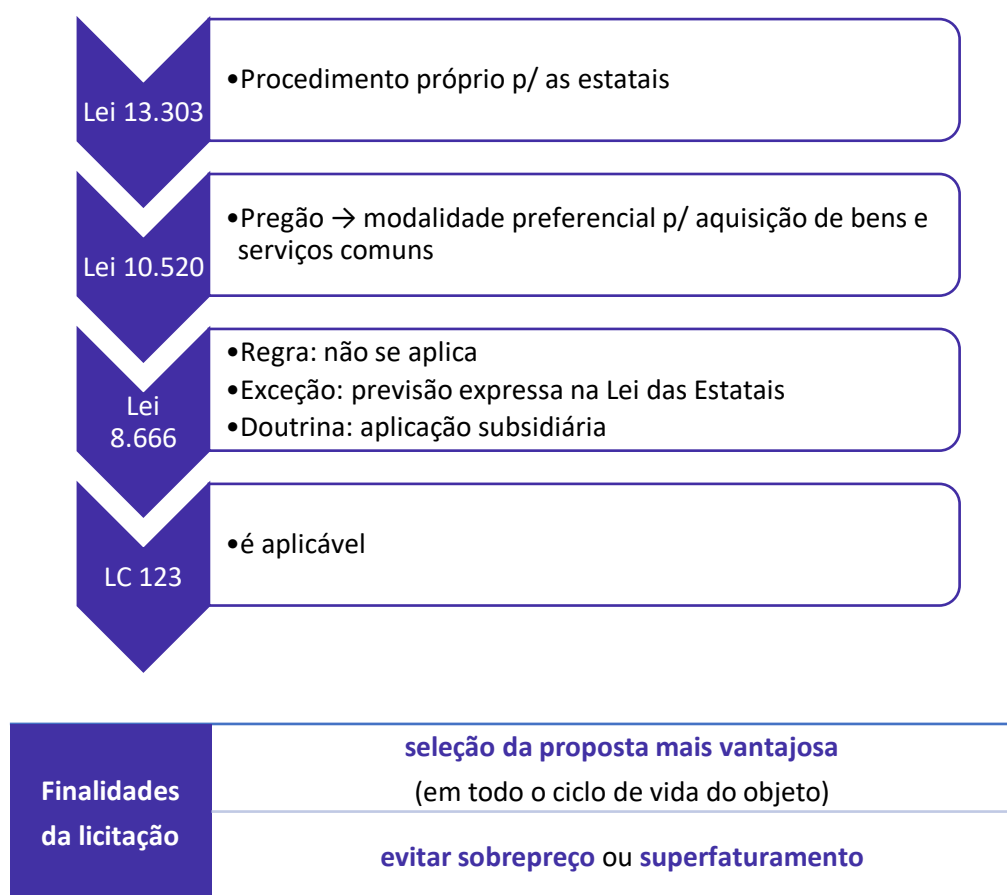 Lei 13.303
•Procedimento próprio p/ as estatais
Lei 10.520
•Pregão → modalidade preferencial p/ aquisição de bens e
serviços comuns
Lei
8.666
•Regra: não se aplica
•Exceção: previsão expressa na Lei das Estatais
•Doutrina: aplicação subsidiária
LC 123
•é aplicável
Finalidades
da licitação
seleção da proposta mais vantajosa
(em todo o ciclo de vida do objeto)
evitar sobrepreço ou superfaturamento